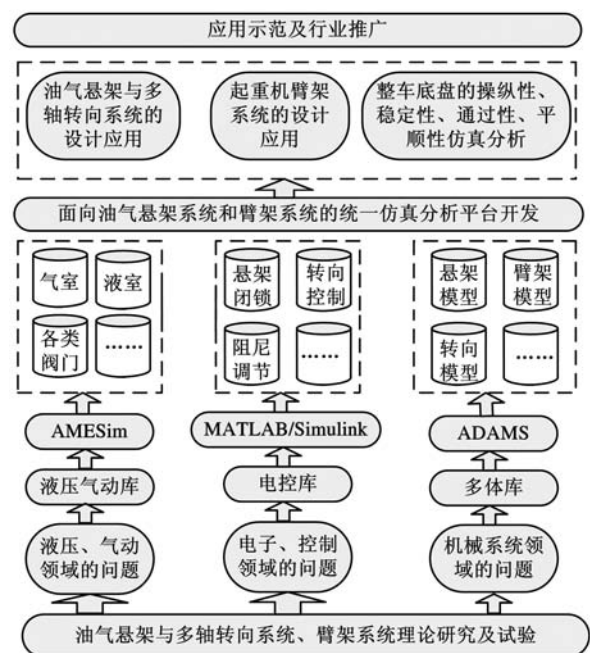 应用示范及行业推广
油气悬架与多
轴转向系统的
设计应用
起重机臂架
系统的设计
应用
整车底盘的操纵性、
稳定性、通过性、平
顺性仿真分析
面向油气悬架系统和臂架系统的统一仿真分析平台开发
气室
液室
各类
阀门
……
悬架
闭锁
转向
控制
阻尼
调节
……
悬架
模型
臂架
模型
转向
模型
……
AMESim
MATLAB/Simulink
ADAMS
液压气动库
电控库
多体库
液压、气动
领域的问题
电子、控制
领域的问题
机械系统领
域的问题
油气悬架与多轴转向系统、臂架系统理论研究及试验